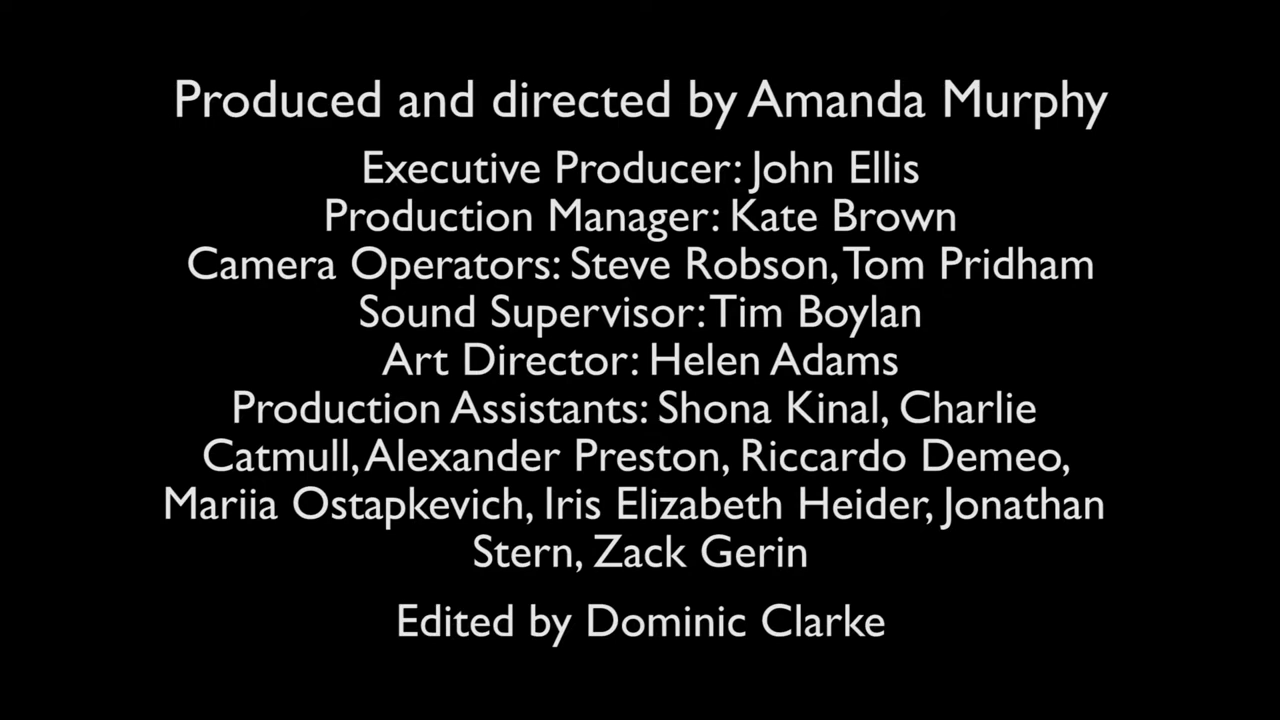 Produced and directed by Amanda Murphy
Executive Producer: John Ellis
Production Manager: Kate Brown
Camera Operators: Steve Robson, Tom Pridham
Sound Supervisor: Tim Boylan
Art Director: Helen Adams
Production Assistants: Shona Kinal, Charlie
Catmull, Alexander Preston, Riccardo Demeo,
Mariia Ostapkevich, Iris Elizabeth Heider, Jonathan
Stern, Zack Gerin
Edited by Dominic Clarke